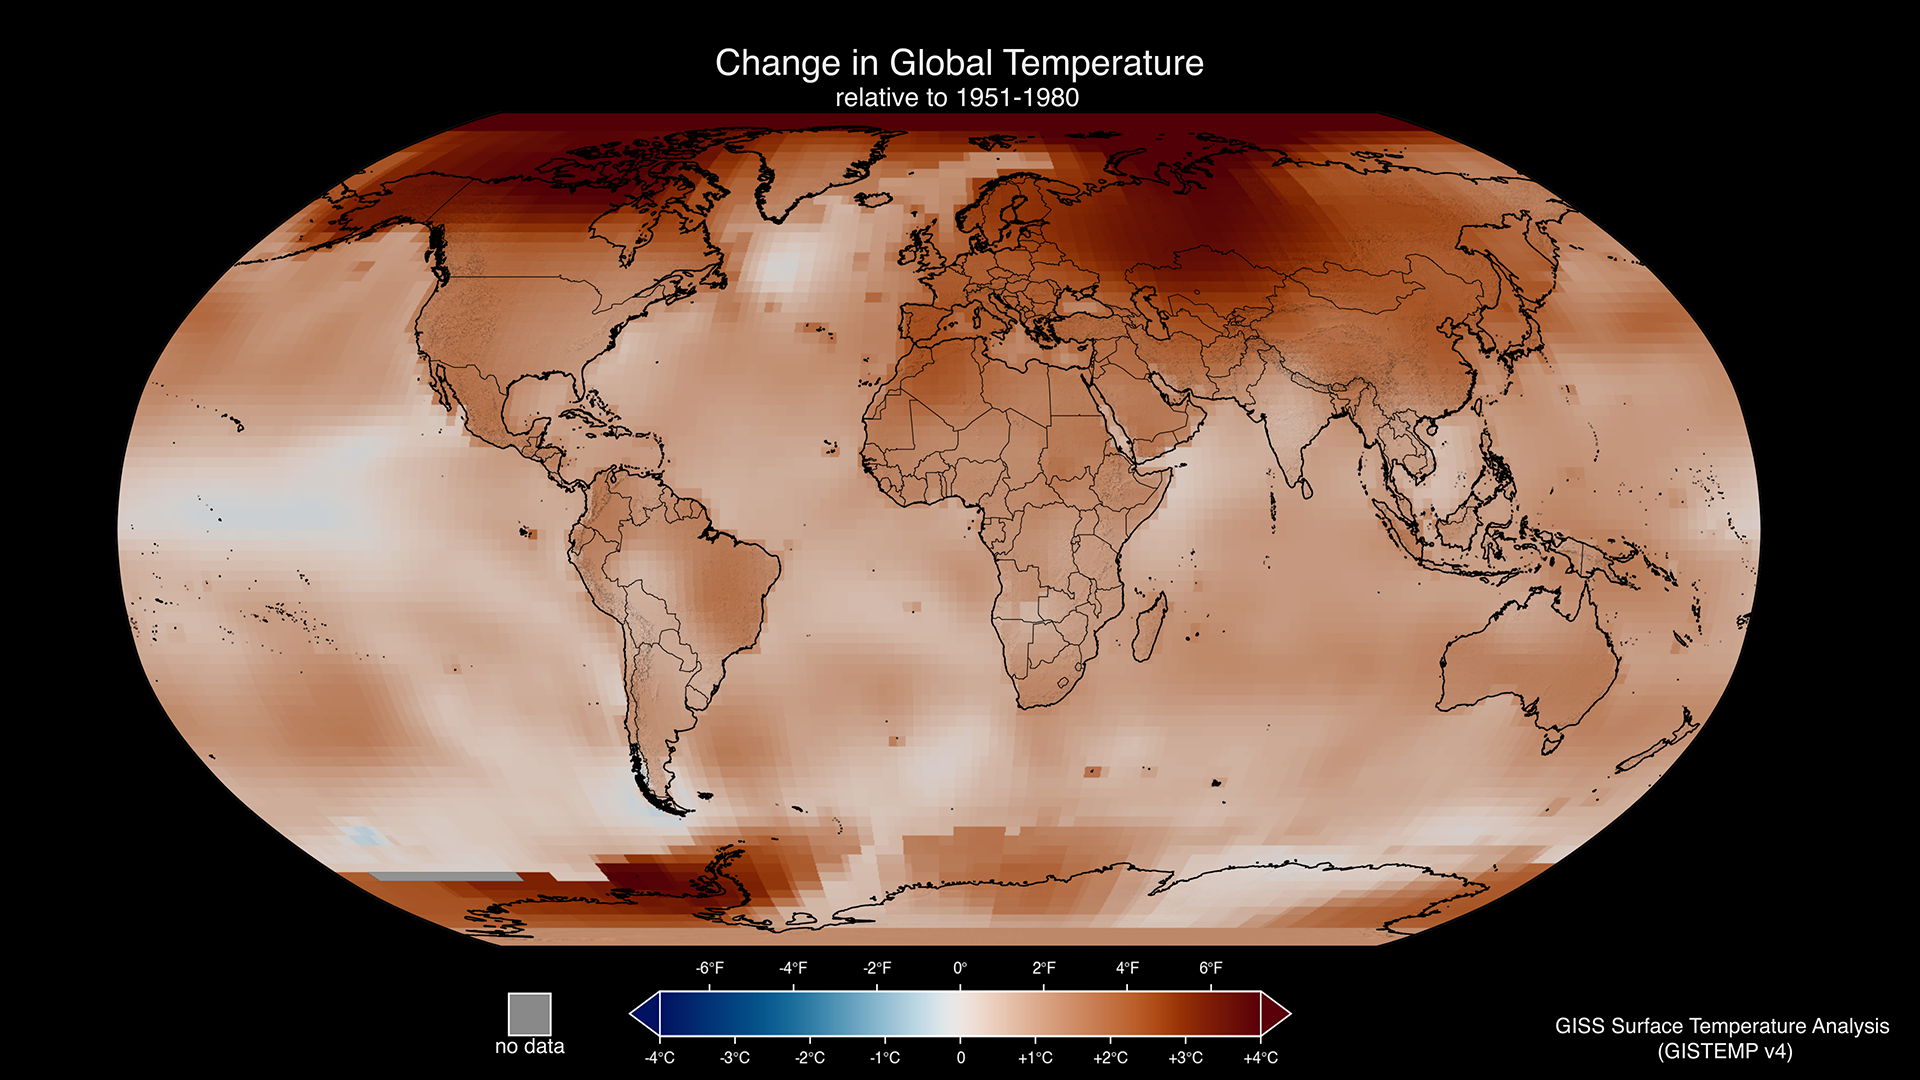 Change in Global Temperature
relative to 1951-1980
-6°F -4°F -2°F 0° 2°F 4°F 6°F
no data
-4°C -3°C -2°C -1°C 0 +1°C +2°C +3°C +4°C
GISS Surface Temperature Analysis
(GISTEMP v4)